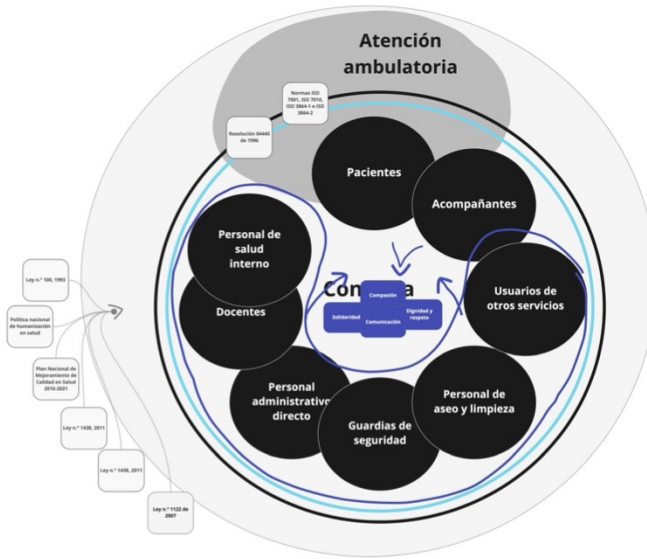 Atención
ambulatoria
Normas ISO
7001, ISO 7010,
ISO 3864-1 e ISO
3864-2
Resolución 04445
de 1996
Pacientes
Acompañantes
Personal de
salud
interno
Usuarios de
otros servicios
Docentes
Compasión
Solidaridad
Dignidad y
respeto
Comunicación
Personal
administrativo
directo
Guardias de
seguridad
Personal de
aseo y limpieza
Ley n.° 100, 1993
Política nacional
de humanización
en salud
Plan Nacional de
Mejoramiento de
Calidad en Salud
2016-2021
Ley n.° 1438, 2011
Ley n.° 1438, 2011
Ley n.° 1122 de
2007